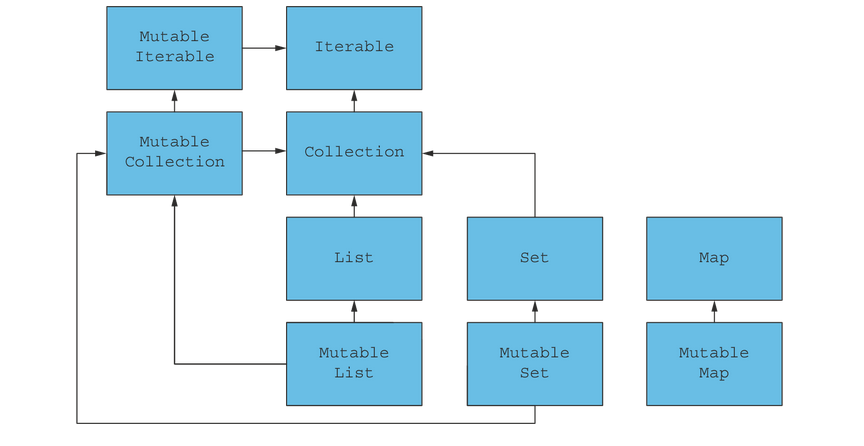 Mutable
Iterable
Iterable
Mutable
Collection
Collection
List
Set
Map
Mutable
List
Mutable
Set
Mutable
Map